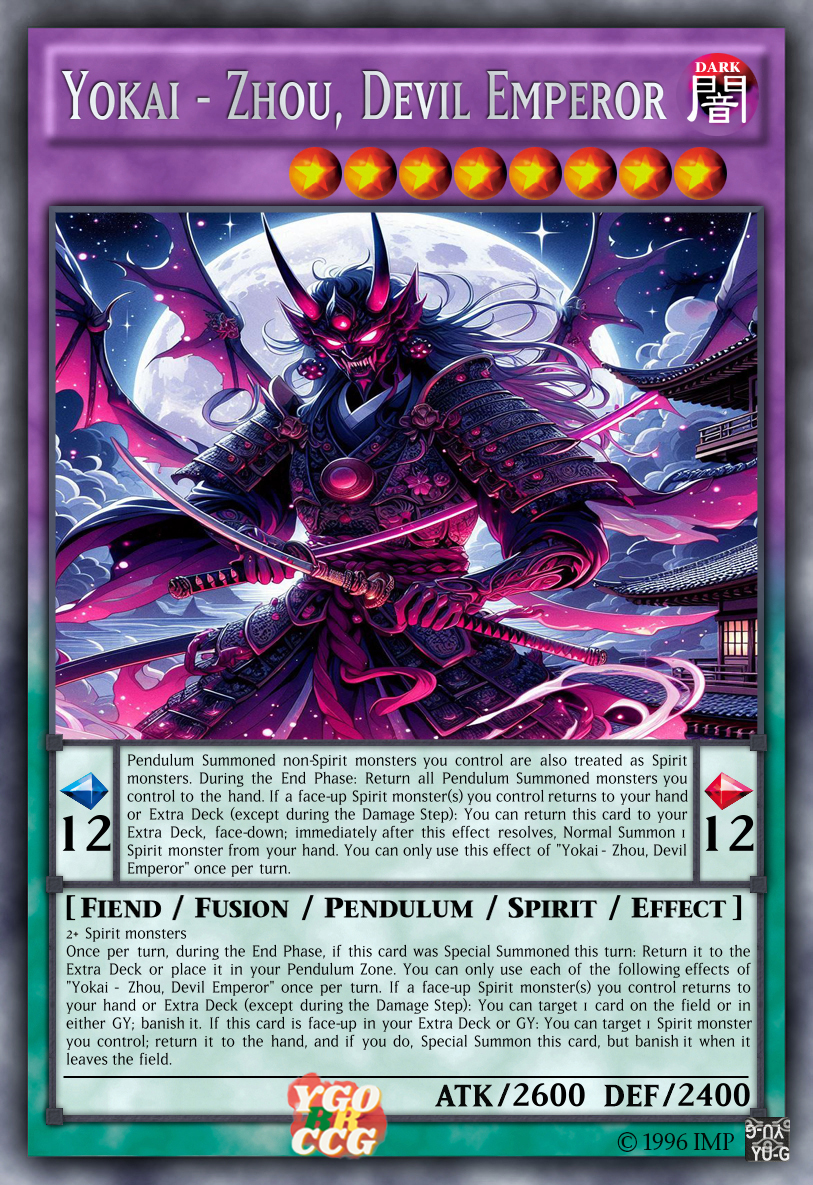 Yokai - Zhou, Devil Emperor
DARK
闇
Pendulum Summoned non-Spirit monsters you control are also treated as Spirit
monsters. During the End Phase: Return all Pendulum Summoned monsters you
control to the hand. If a face-up Spirit monster(s) you control returns to your hand
or Extra Deck (except during the Damage Step): You can return this card to your
Extra Deck, face-down; immediately after this effect resolves, Normal Summon 1
Spirit monster from your hand. You can only use this effect of "Yokai - Zhou, Devil
Emperor" once per turn.
12
12
[ Fiend / Fusion / Pendulum / Spirit / Effect ]
2+ Spirit monsters
Once per turn, during the End Phase, if this card was Special Summoned this turn: Return it to the
Extra Deck or place it in your Pendulum Zone. You can only use each of the following effects of
"Yokai - Zhou, Devil Emperor" once per turn. If a face-up Spirit monster(s) you control returns to
your hand or Extra Deck (except during the Damage Step): You can target 1 card on the field or in
either GY; banish it. If this card is face-up in your Extra Deck or GY: You can target 1 Spirit monster
you control; return it to the hand, and if you do, Special Summon this card, but banish it when it
leaves the field.
ATK/2600 DEF/2400
YGO
CCG
© 1996 IMP
YU-G